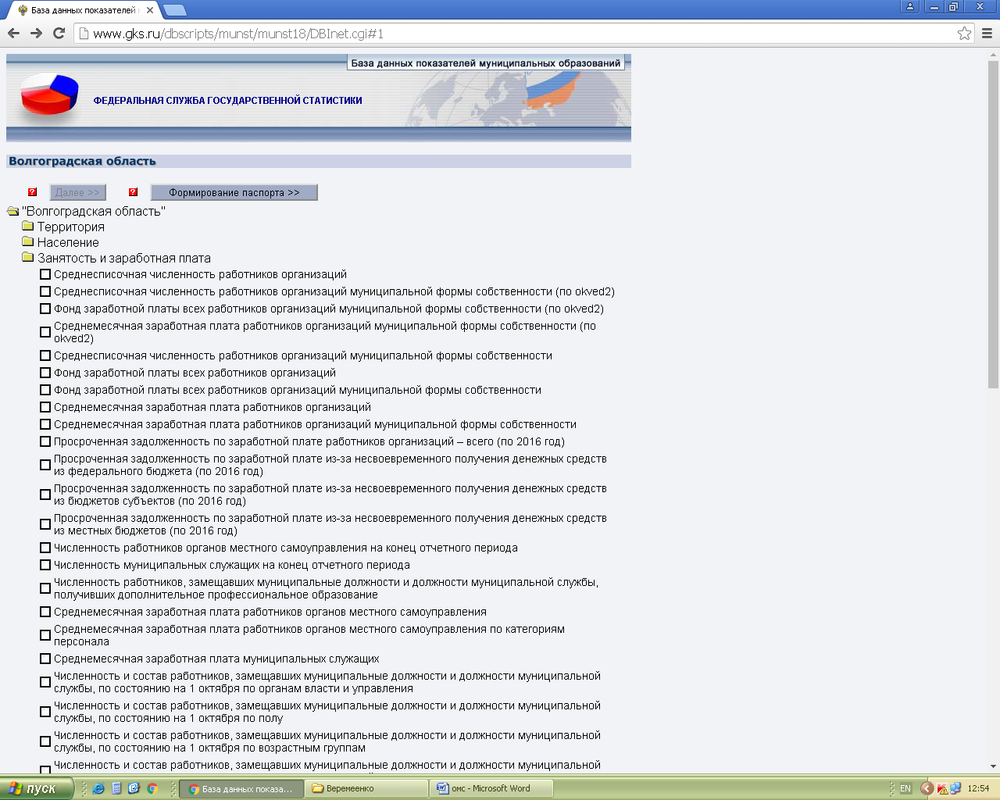 База данных показателей
www.gks.ru/dbscripts/munst/munst18/DBInet.cgi#1
База данных показателей муниципальных образований
ФЕДЕРАЛЬНАЯ СЛУЖБА ГОСУДАРСТВЕННОЙ СТАТИСТИКИ
Волгоградская область
? Далее >> ? Формирование паспорта >>
"Волгоградская область"
Территория
Население
Занятость и заработная плата
Среднесписочная численность работников организаций
Среднесписочная численность работников организаций муниципальной формы собственности (по okved2)
Фонд заработной платы всех работников организаций муниципальной формы собственности (по okved2)
Среднемесячная заработная плата работников организаций муниципальной формы собственности (по
okved2)
Среднесписочная численность работников организаций муниципальной формы собственности
Фонд заработной платы всех работников организаций
Фонд заработной платы всех работников организаций муниципальной формы собственности
Среднемесячная заработная плата работников организаций
Среднемесячная заработная плата работников организаций муниципальной формы собственности
Просроченная задолженность по заработной плате работников организаций – всего (по 2016 год)
Просроченная задолженность по заработной плате из-за несвоевременного получения денежных средств
из федерального бюджета (по 2016 год)
Просроченная задолженность по заработной плате из-за несвоевременного получения денежных средств
из бюджетов субъектов (по 2016 год)
Просроченная задолженность по заработной плате из-за несвоевременного получения денежных средств
из местных бюджетов (по 2016 год)
Численность работников органов местного самоуправления на конец отчетного периода
Численность муниципальных служащих на конец отчетного периода
Численность работников, замещавших муниципальные должности и должности муниципальной службы,
получивших дополнительное профессиональное образование
Среднемесячная заработная плата работников органов местного самоуправления
Среднемесячная заработная плата работников органов местного самоуправления по категориям
персонала
Среднемесячная заработная плата муниципальных служащих
Численность и состав работников, замещавших муниципальные должности и должности муниципальной
службы, по состоянию на 1 октября по органам власти и управления
Численность и состав работников, замещавших муниципальные должности и должности муниципальной
службы, по состоянию на 1 октября по полу
Численность и состав работников, замещавших муниципальные должности и должности муниципальной
службы, по состоянию на 1 октября по возрастным группам
Численность и состав работников, замещавших муниципальные должности и должности муниципальной
пуск База данных показа... Веремеенко омс - Microsoft Word EN 12:54